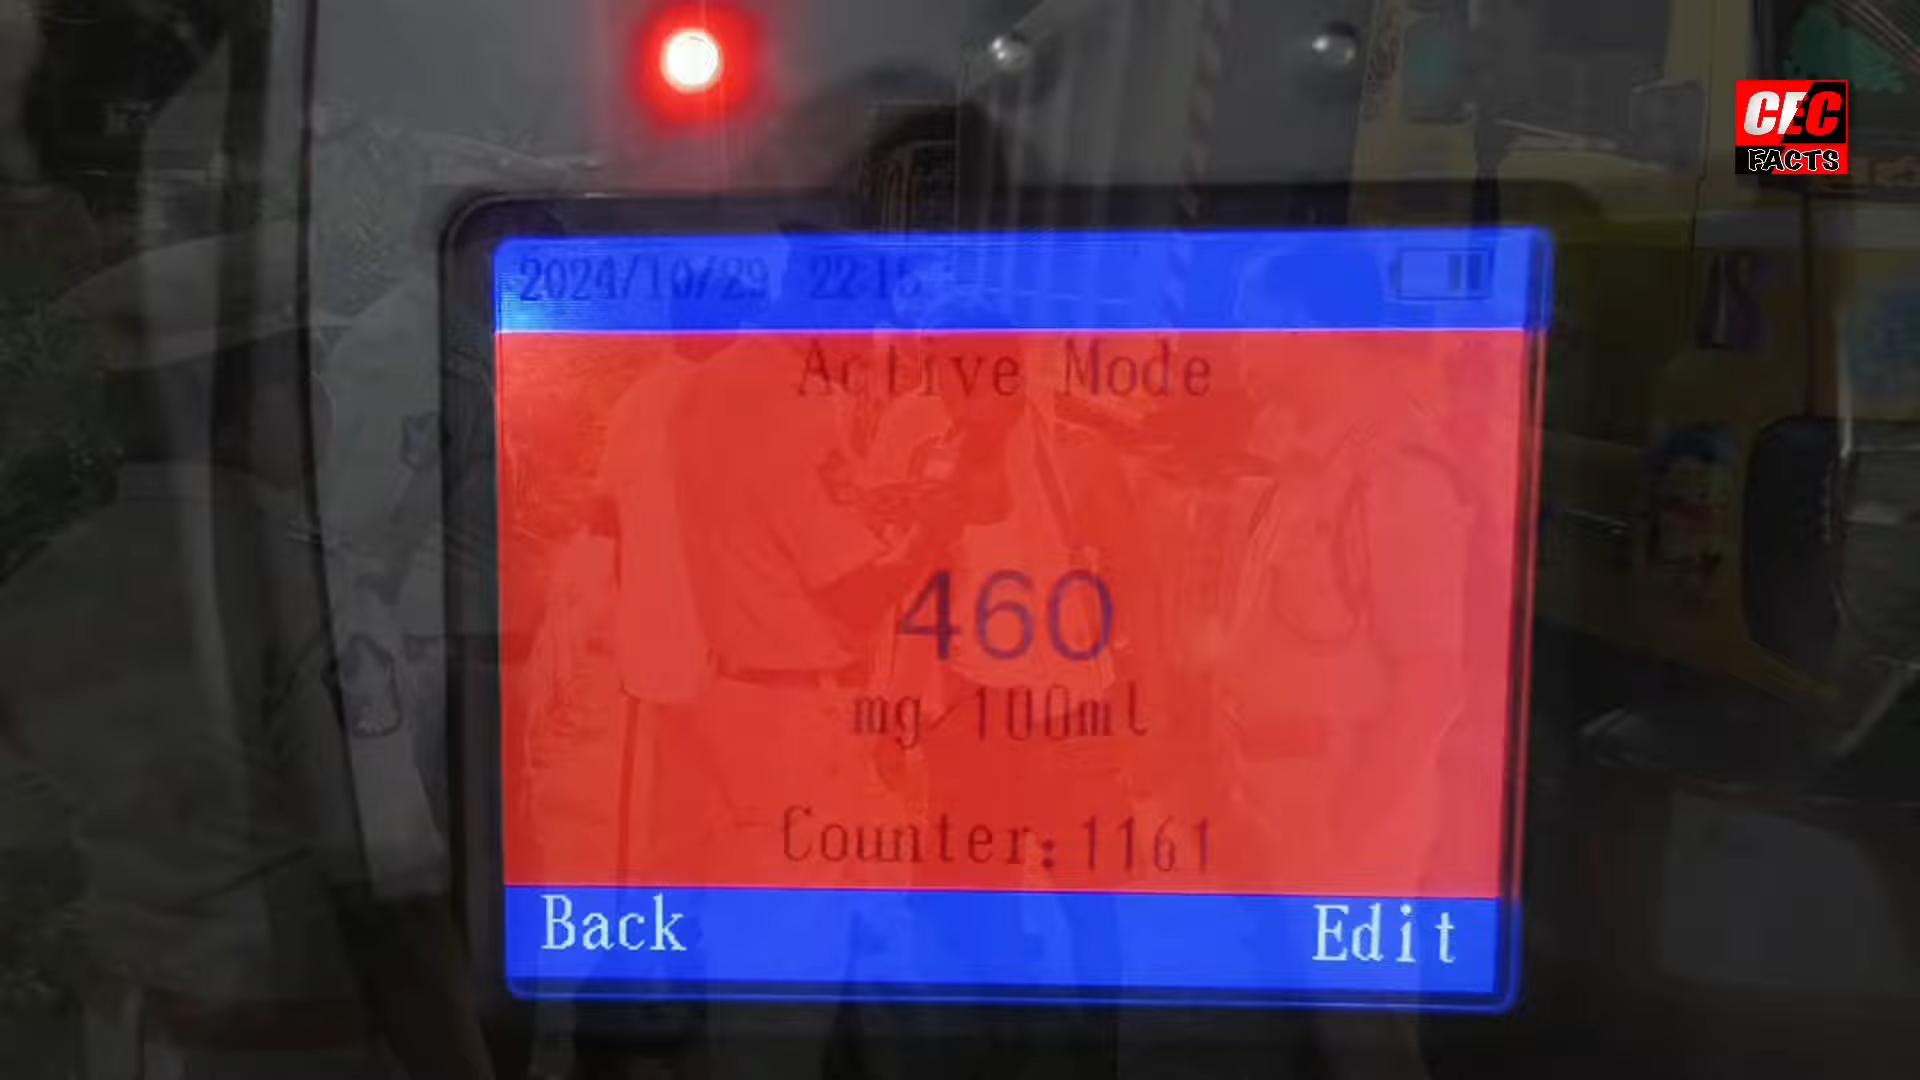 CEC
FACTS
2024/10/29 22:15
Active Mode
460
mg/100ml
Counter:1161
Back
Edit